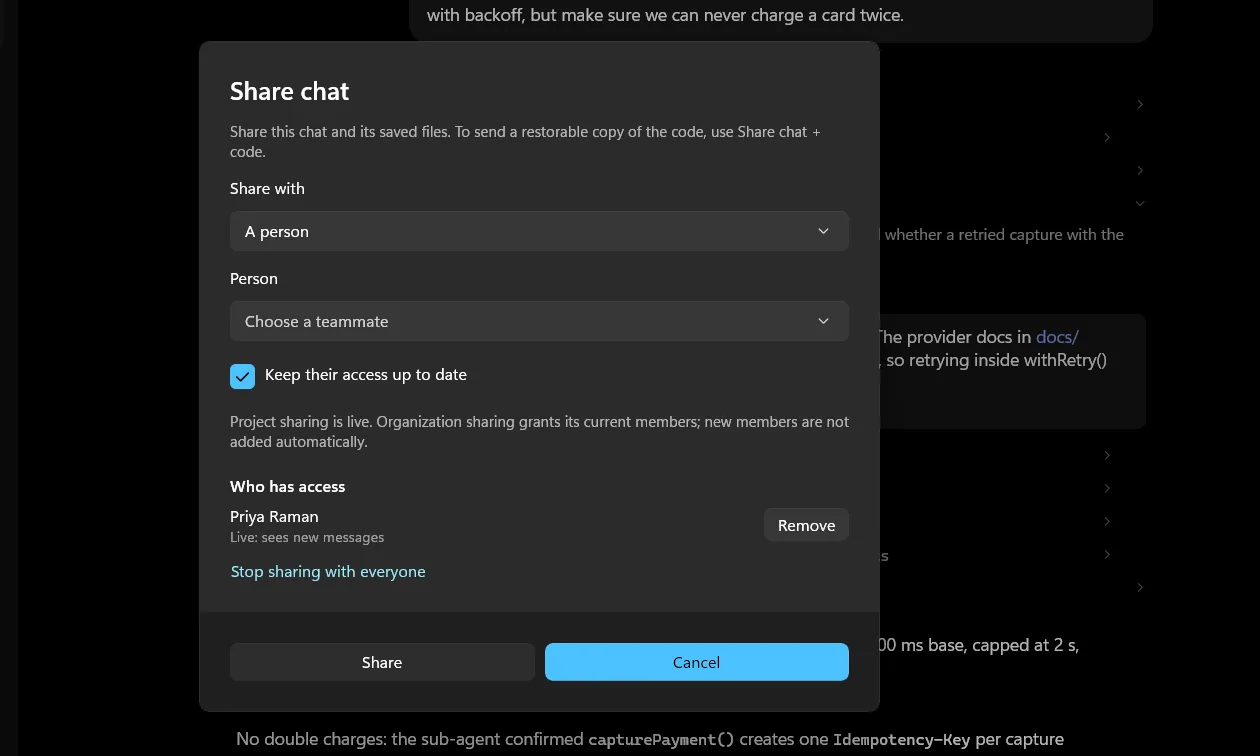 with backoff, but make sure we can never charge a card twice.
Share chat
Share this chat and its saved files. To send a restorable copy of the code, use Share chat +
code.
Share with
A person
whether a retried capture with the
Person
Choose a teammate
The provider docs in docs/
, so retrying inside withRetry()
Keep their access up to date
Project sharing is live. Organization sharing grants its current members; new members are not
added automatically.
Who has access
Priya Raman
Live: sees new messages
Remove
Stop sharing with everyone
Share
Cancel
00 ms base, capped at 2 s,
No double charges: the sub-agent confirmed capturePayment() creates one Idempotency-Key per capture